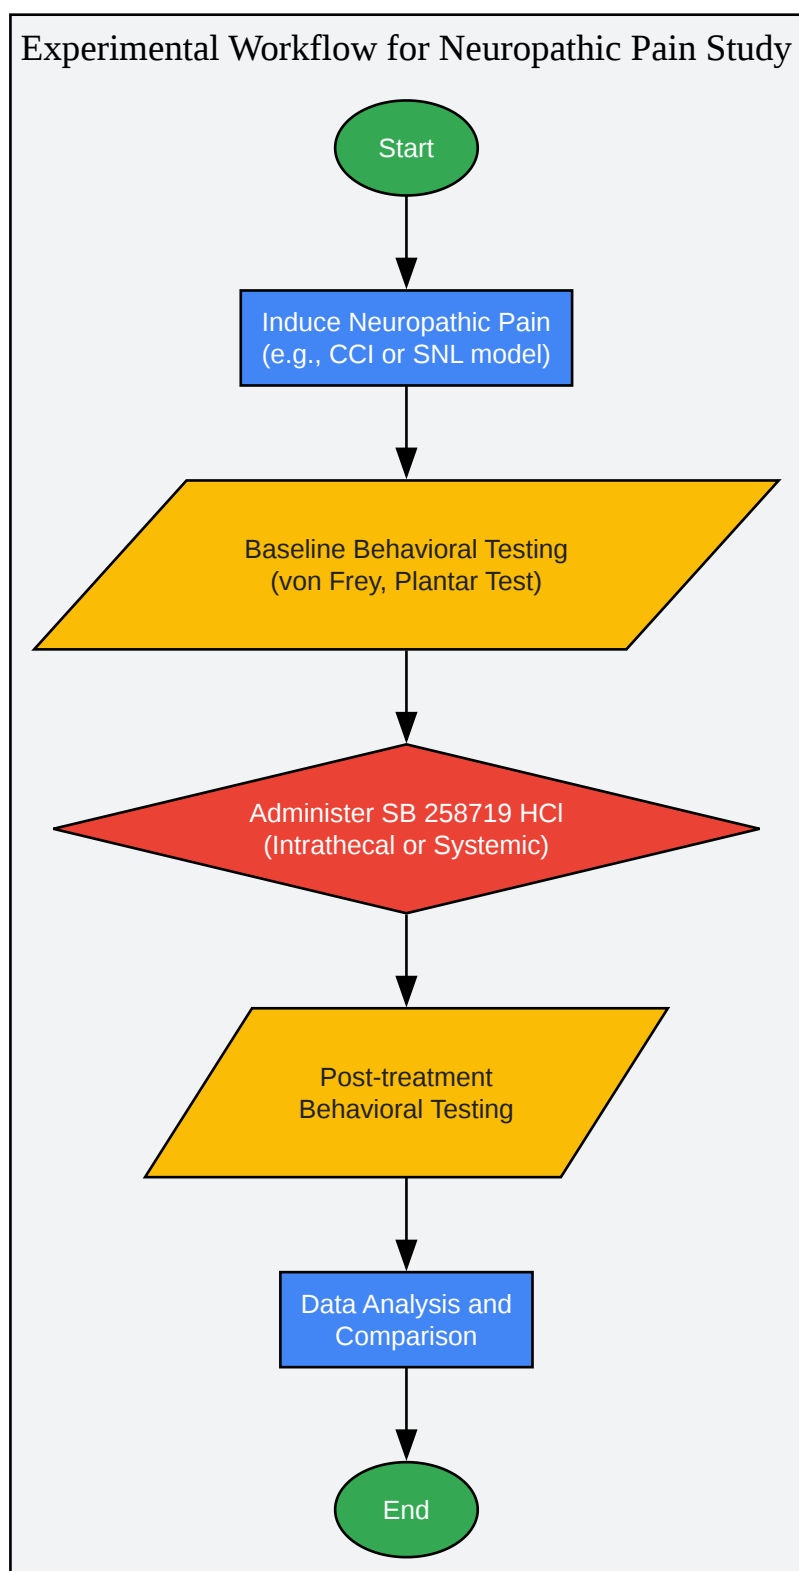 Experimental Workflow for Neuropathic Pain Study
Start
Induce Neuropathic Pain
(e.g., CCI or SNL model)
Baseline Behavioral Testing
(von Frey, Plantar Test)
Administer SB 258719 HCl
(Intrathecal or Systemic)
Post-treatment
Behavioral Testing
Data Analysis and
Comparison
End